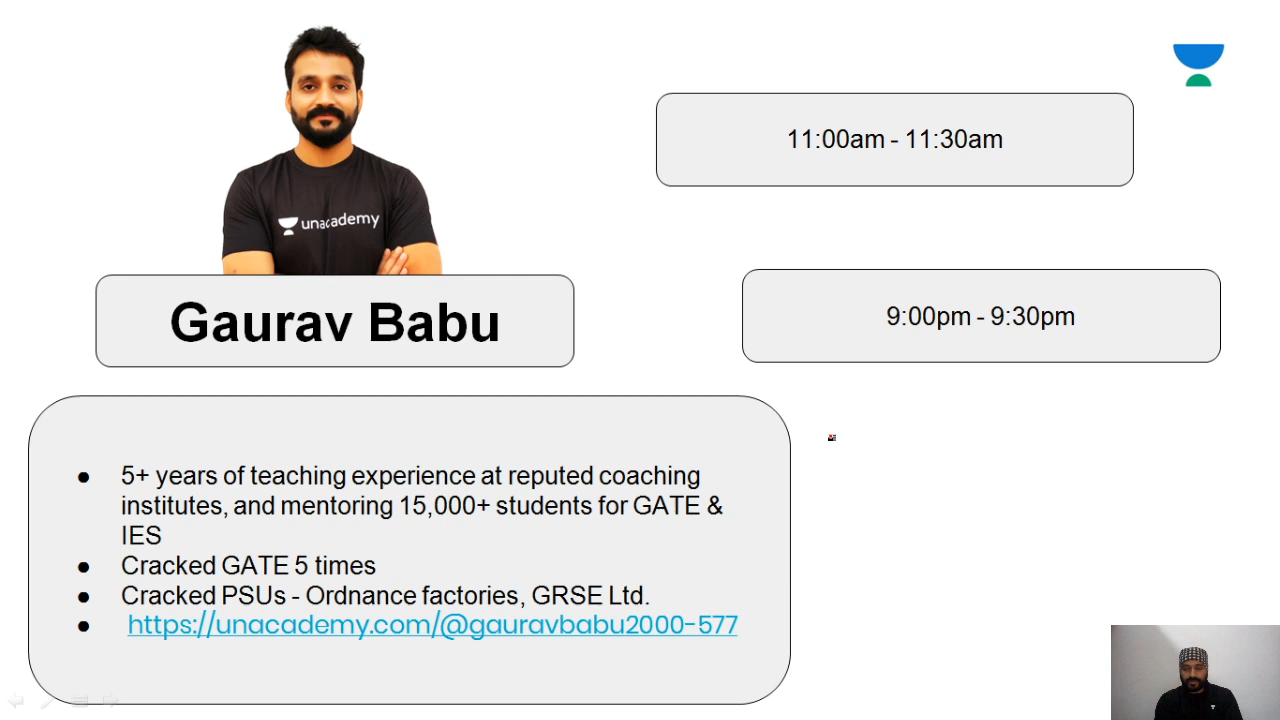 unacademy
11:00am - 11:30am
Gaurav Babu
9:00pm - 9:30pm
● 5+ years of teaching experience at reputed coaching
institutes, and mentoring 15,000+ students for GATE &
IES
● Cracked GATE 5 times
● Cracked PSUs - Ordnance factories, GRSE Ltd.
● https://unacademy.com/@gauravbabu2000-577